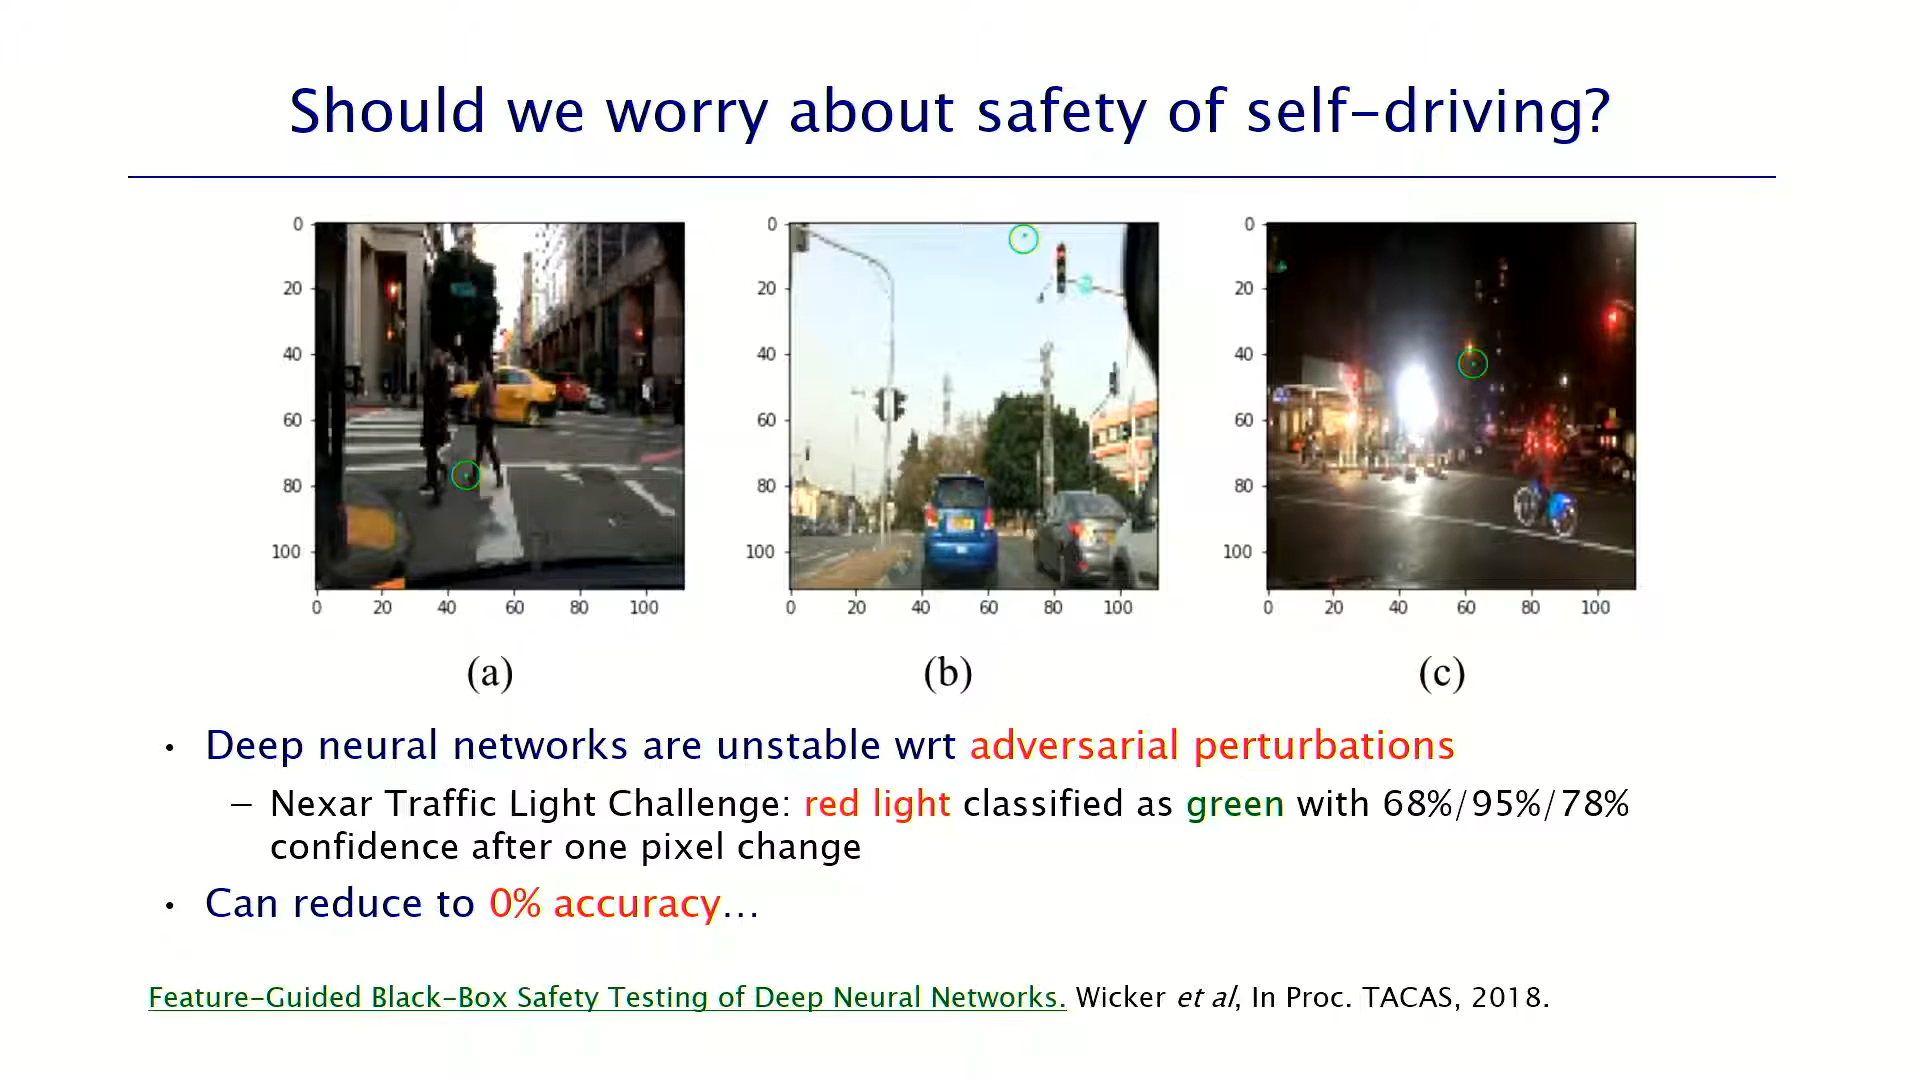 Should we worry about safety of self-driving?
0
20
40
60
80
100
0 20 40 60 80 100
0
20
40
60
80
100
0 20 40 60 80 100
0
20
40
60
80
100
0 20 40 60 80 100
(a) (b) (c)
• Deep neural networks are unstable wrt adversarial perturbations
– Nexar Traffic Light Challenge: red light classified as green with 68%/95%/78%
confidence after one pixel change
• Can reduce to 0% accuracy...
Feature-Guided Black-Box Safety Testing of Deep Neural Networks. Wicker et al, In Proc. TACAS, 2018.